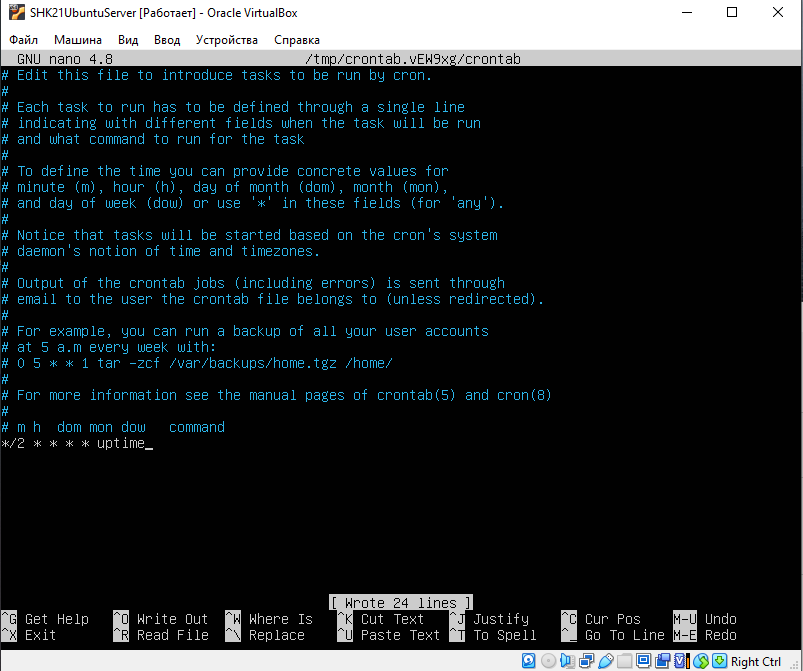 SHK21UbuntuServer [Работает] - Oracle VirtualBox
Файл Машина Вид Ввод Устройства Справка
GNU nano 4.8 /tmp/crontab.vEW9xg/crontab
# Edit this file to introduce tasks to be run by cron.
#
# Each task to run has to be defined through a single line
# indicating with different fields when the task will be run
# and what command to run for the task
#
# To define the time you can provide concrete values for
# minute (m), hour (h), day of month (dom), month (mon),
# and day of week (dow) or use '*' in these fields (for 'any').
#
# Notice that tasks will be started based on the cron's system
# daemon's notion of time and timezones.
#
# Output of the crontab jobs (including errors) is sent through
# email to the user the crontab file belongs to (unless redirected).
#
# For example, you can run a backup of all your user accounts
# at 5 a.m every week with:
# 0 5 * * 1 tar -zcf /var/backups/home.tgz /home/
#
# For more information see the manual pages of crontab(5) and cron(8)
#
# m h  dom mon dow   command
*/2 * * * * uptime_
[ Wrote 24 lines ]
^G Get Help ^O Write Out ^W Where Is ^K Cut Text ^J Justify ^C Cur Pos M-U Undo
^X Exit ^R Read File ^\ Replace ^U Paste Text ^T To Spell ^_ Go To Line M-E Redo
Right Ctrl